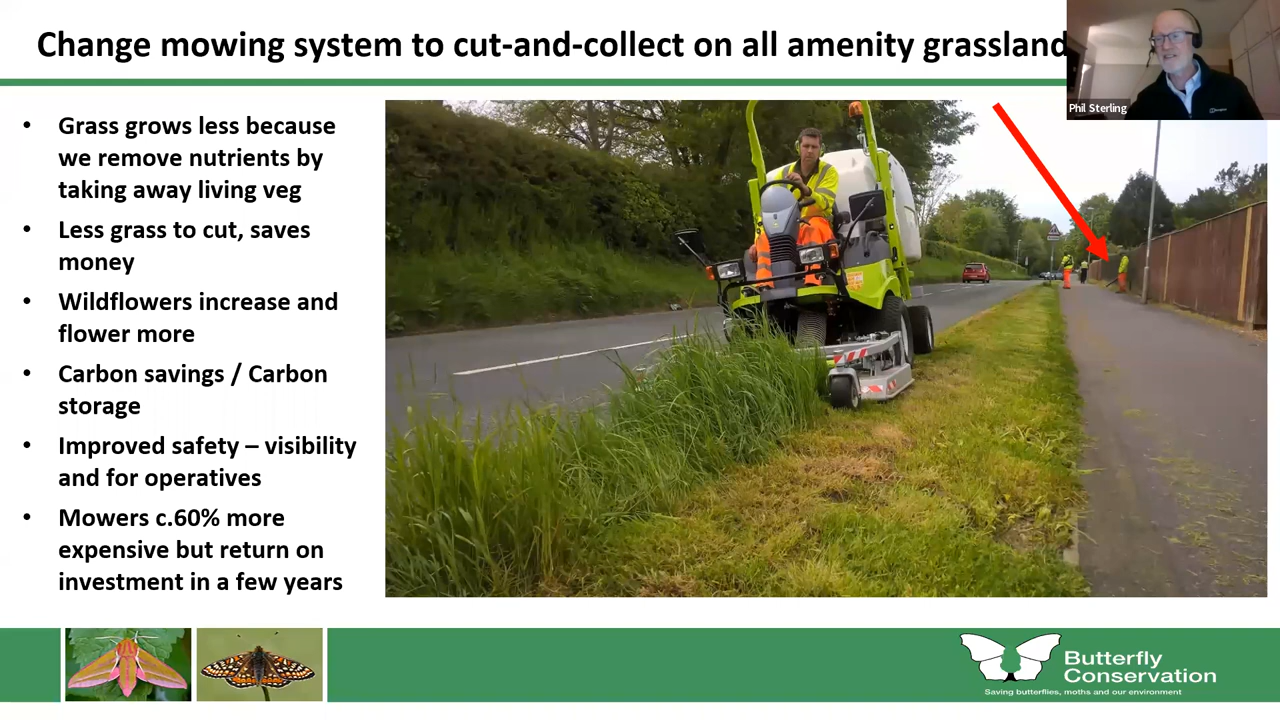 Change mowing system to cut-and-collect on all amenity grassland
Phil Sterling
• Grass grows less because
we remove nutrients by
taking away living veg
• Less grass to cut, saves
money
• Wildflowers increase and
flower more
• Carbon savings / Carbon
storage
• Improved safety – visibility
and for operatives
• Mowers c.60% more
expensive but return on
investment in a few years
Butterfly
Conservation
Saving butterflies, moths and our environment